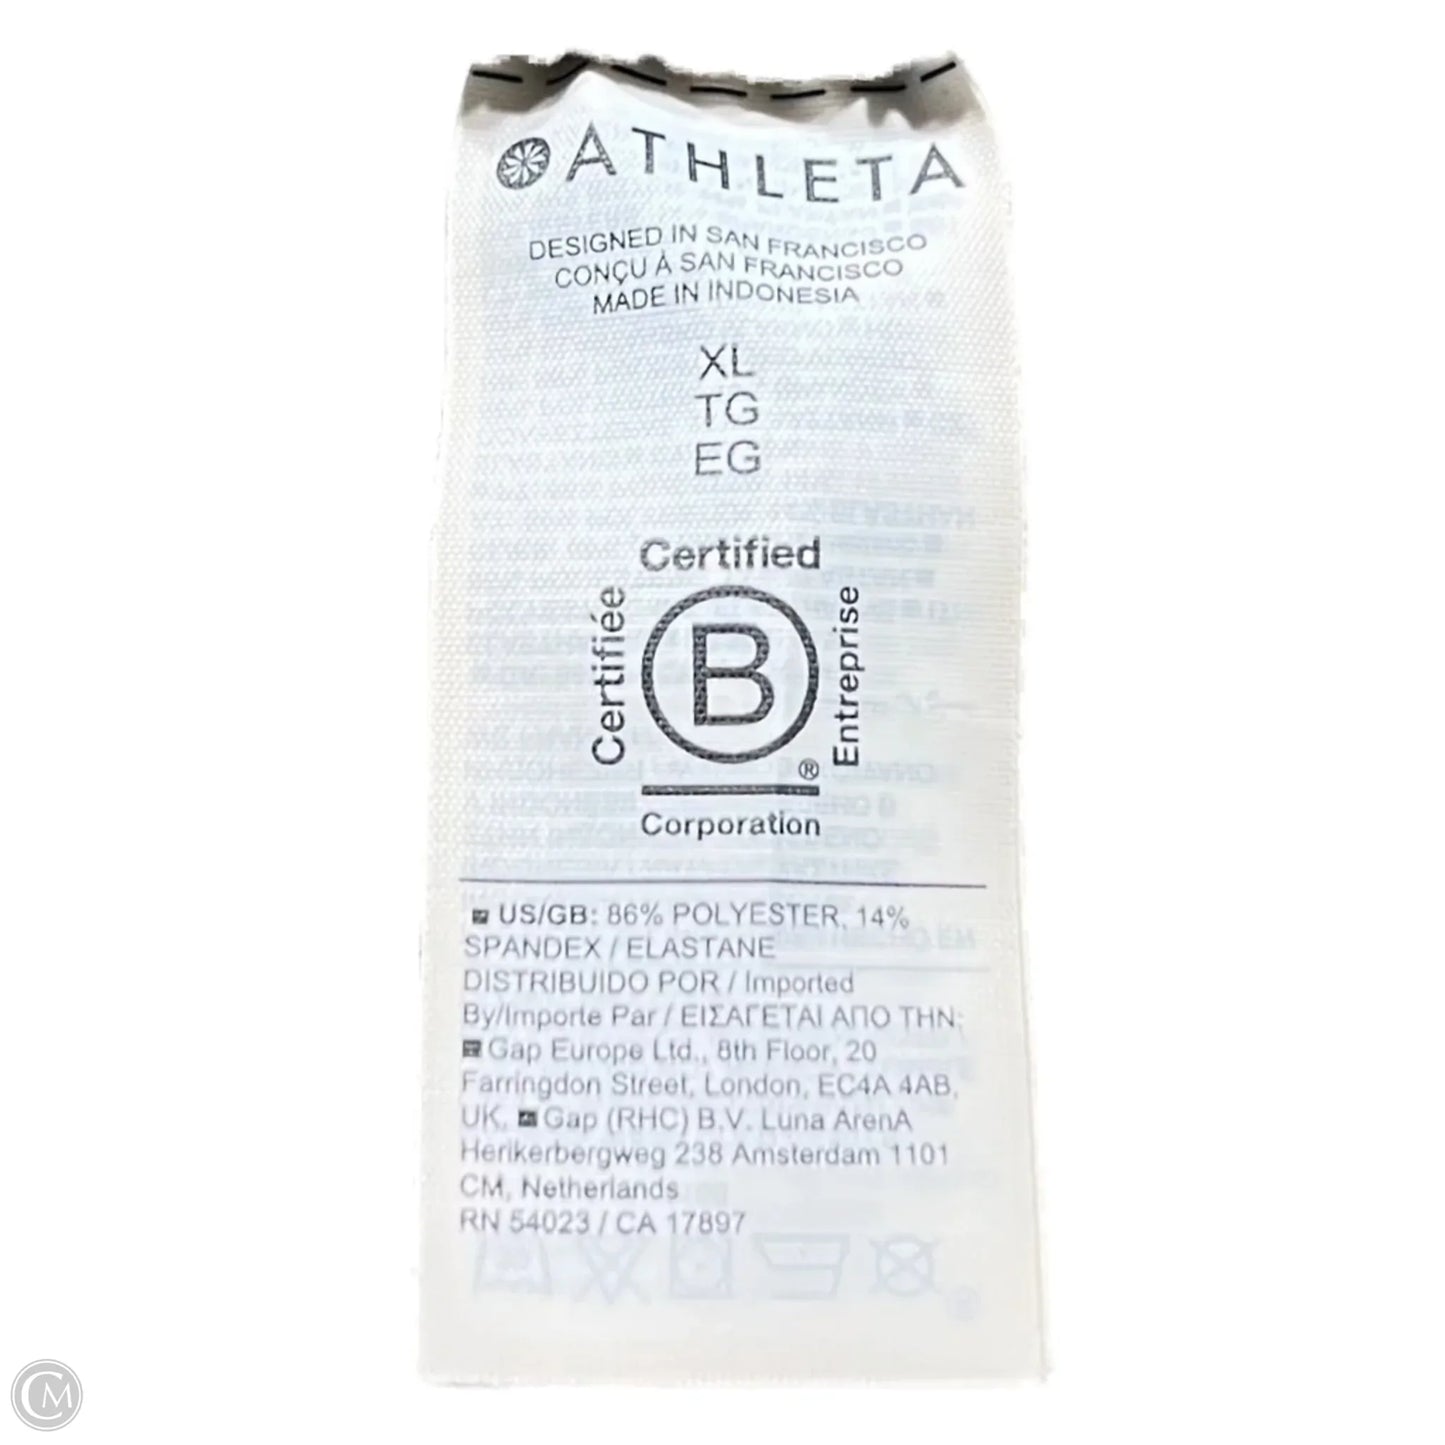 ATHLETA
DESIGNED IN SAN FRANCISCO
CONÇU À SAN FRANCISCO
MADE IN INDONESIA
XL
TG
EG
Certified
Certifiée
B
Entreprise
®
Corporation
US/GB: 86% POLYESTER, 14%
SPANDEX / ELASTANE
DISTRIBUIDO POR / Imported
By/Importe Par / ΕΙΣΑΓΕΤΑΙ ΑΠΟ ΤΗΝ:
Gap Europe Ltd., 8th Floor, 20
Farringdon Street, London, EC4A 4AB,
UK, Gap (RHC) B.V. Luna ArenA
Herikerbergweg 238 Amsterdam 1101
CM, Netherlands
RN 54023 / CA 17897
CM